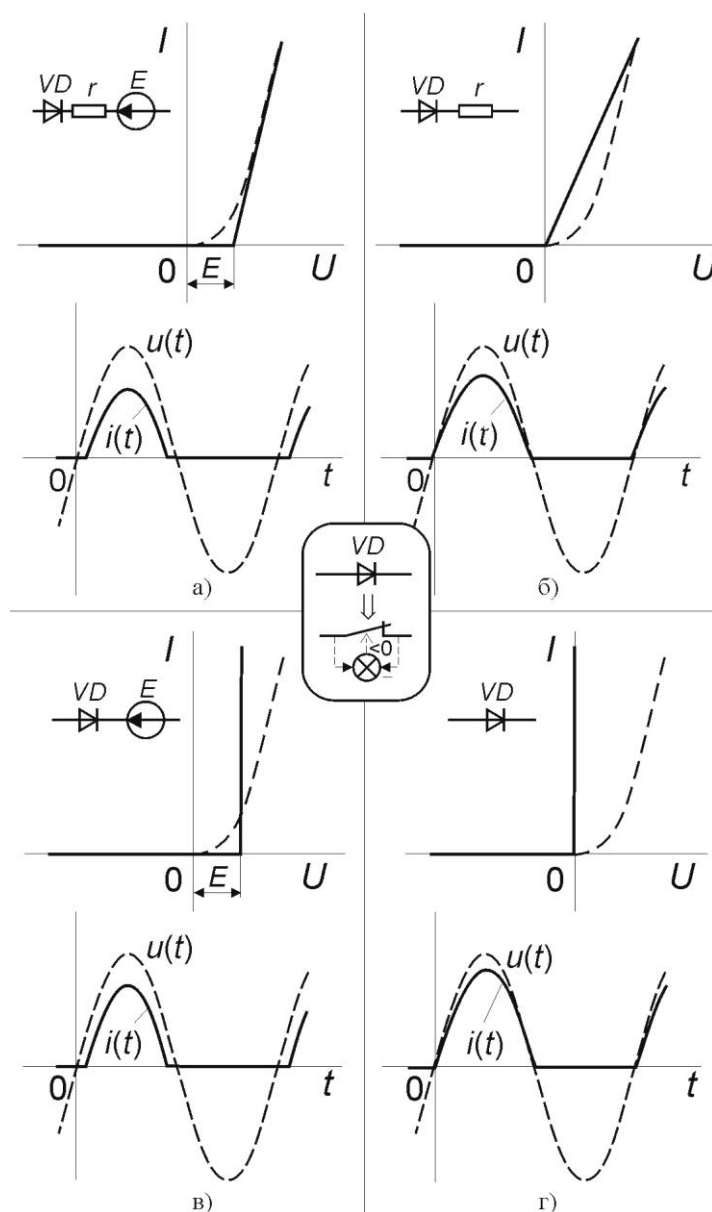 I
VD r E
0 E U
u(t)
i(t)
0 t
а)
I
VD r
0 U
u(t)
i(t)
0 t
б)
VD
<0
I
VD E
0 E U
u(t)
i(t)
0 t
в)
I
VD
0 U
u(t)
i(t)
0 t
г)